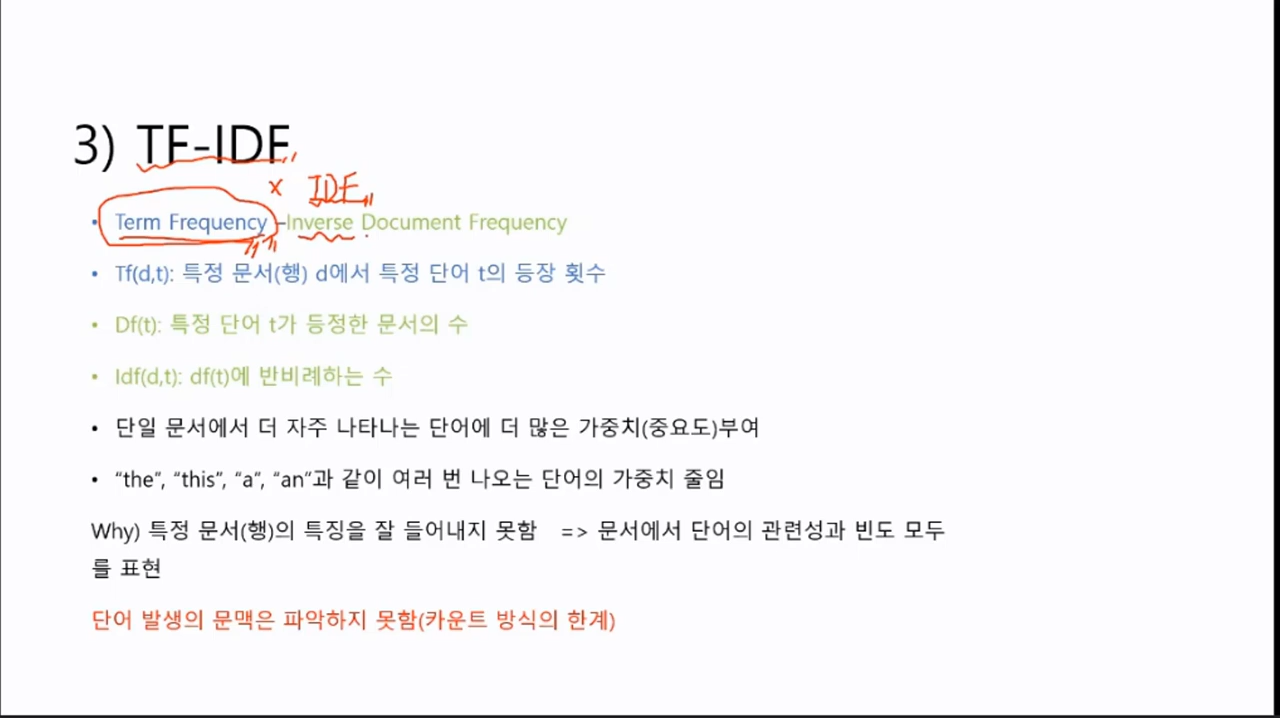 3) TF-IDF
x IDF
• Term Frequency -Inverse Document Frequency
• Tf(d,t): 특정 문서(행) d에서 특정 단어 t의 등장 횟수
• Df(t): 특정 단어 t가 등정한 문서의 수
• Idf(d,t): df(t)에 반비례하는 수
• 단일 문서에서 더 자주 나타나는 단어에 더 많은 가중치(중요도)부여
• “the”, “this”, “a”, “an”과 같이 여러 번 나오는 단어의 가중치 줄임
Why) 특정 문서(행)의 특징을 잘 들어내지 못함 => 문서에서 단어의 관련성과 빈도 모두
를 표현
단어 발생의 문맥은 파악하지 못함(카운트 방식의 한계)